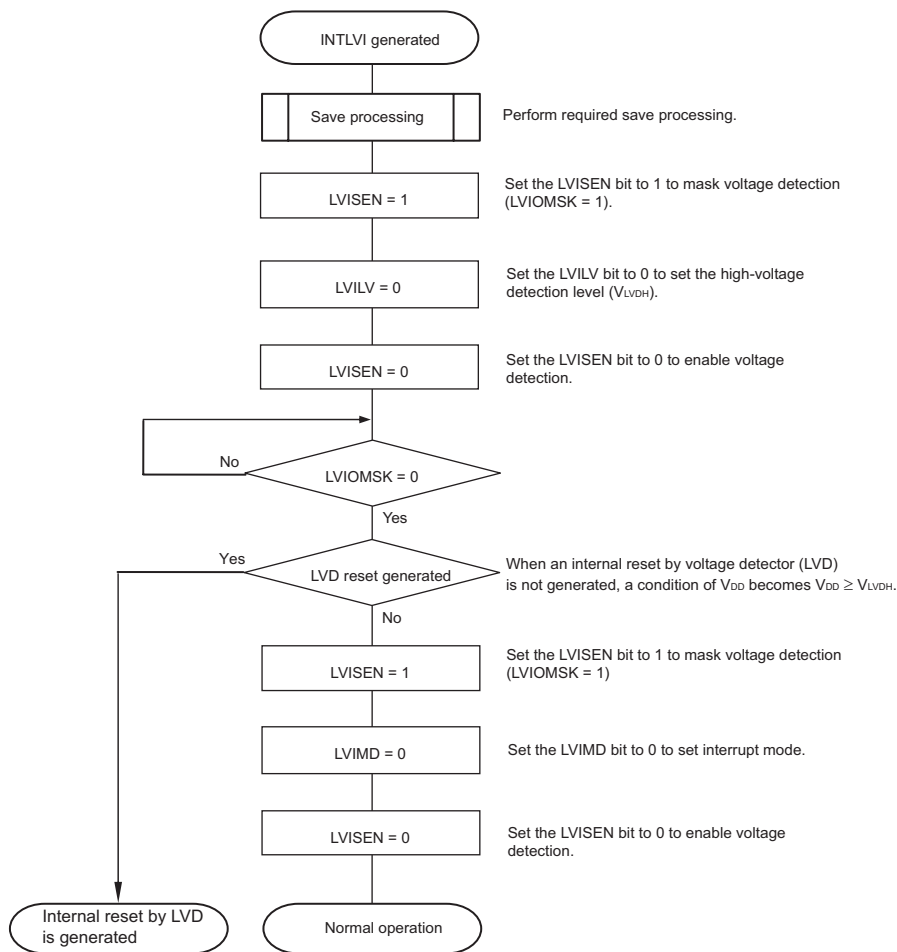 INTLVI generated
Save processing
Perform required save processing.
LVISEN = 1
Set the LVISEN bit to 1 to mask voltage detection
(LVIOMSK = 1).
LVILV = 0
Set the LVILV bit to 0 to set the high-voltage
detection level (VLVDH).
LVISEN = 0
Set the LVISEN bit to 0 to enable voltage
detection.
No
LVIOMSK = 0
Yes
Yes
LVD reset generated
When an internal reset by voltage detector (LVD)
is not generated, a condition of VDD becomes VDD ≥ VLVDH.
No
LVISEN = 1
Set the LVISEN bit to 1 to mask voltage detection
(LVIOMSK = 1)
LVIMD = 0
Set the LVIMD bit to 0 to set interrupt mode.
LVISEN = 0
Set the LVISEN bit to 0 to enable voltage
detection.
Internal reset by LVD
is generated
Normal operation